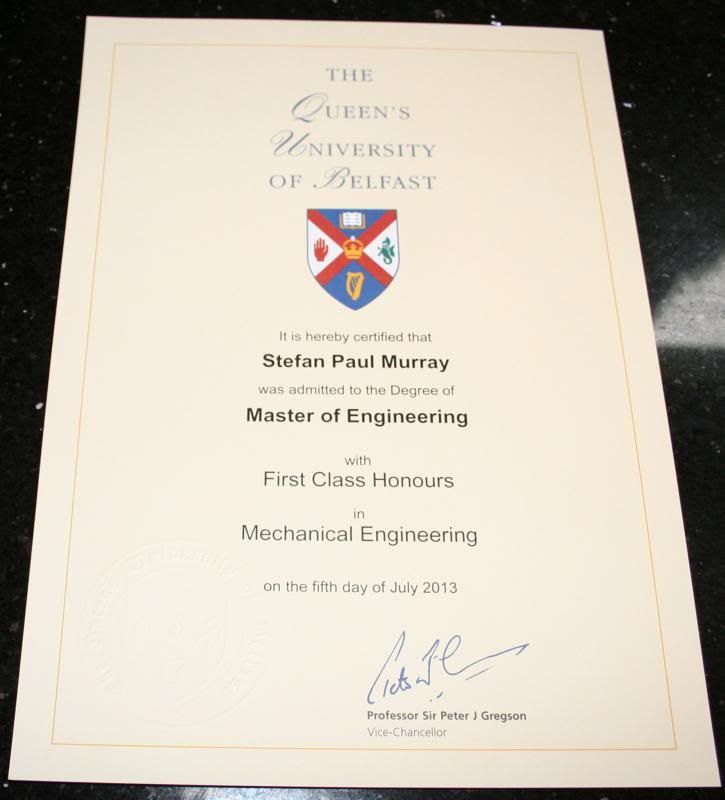 THE
QUEEN'S
UNIVERSITY
OF BELFAST
It is hereby certified that
Stefan Paul Murray
was admitted to the Degree of
Master of Engineering
with
First Class Honours
in
Mechanical Engineering
on the fifth day of July 2013
Professor Sir Peter J Gregson
Vice-Chancellor